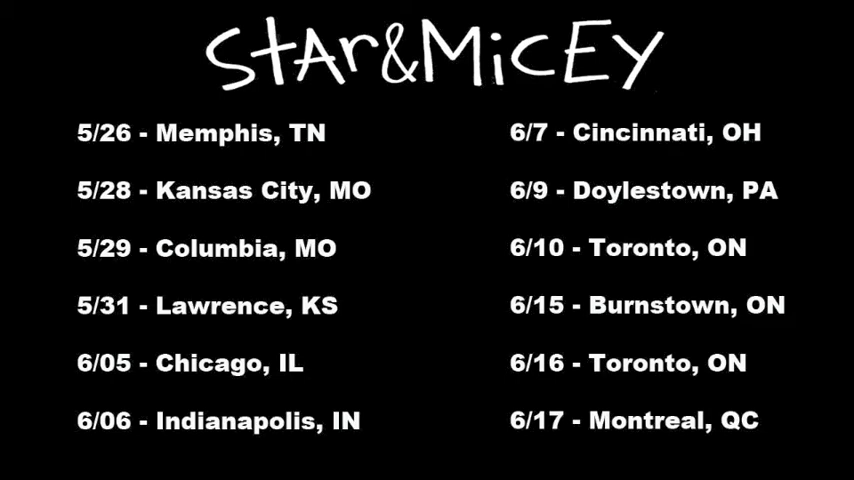 StAr&MicEY
5/26 - Memphis, TN
5/28 - Kansas City, MO
5/29 - Columbia, MO
5/31 - Lawrence, KS
6/05 - Chicago, IL
6/06 - Indianapolis, IN
6/7 - Cincinnati, OH
6/9 - Doylestown, PA
6/10 - Toronto, ON
6/15 - Burnstown, ON
6/16 - Toronto, ON
6/17 - Montreal, QC